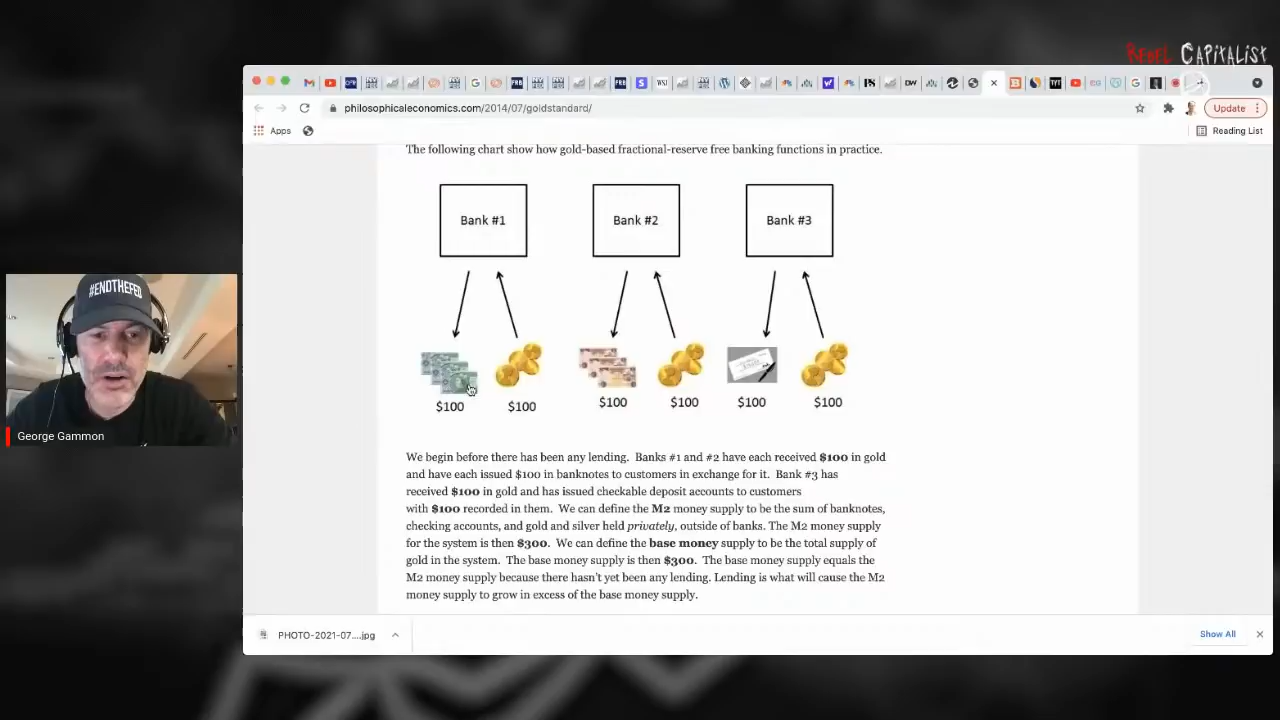 REBEL CAPITALIST
philosophicaleconomics.com/2014/07/goldstandard/
Update
Apps
Reading List
The following chart show how gold-based fractional-reserve free banking functions in practice.
Bank #1 Bank #2 Bank #3
#ENDTHEFED
$100 $100 $100 $100 $100 $100
George Gammon
We begin before there has been any lending. Banks #1 and #2 have each received $100 in gold
and have each issued $100 in banknotes to customers in exchange for it. Bank #3 has
received $100 in gold and has issued checkable deposit accounts to customers
with $100 recorded in them. We can define the M2 money supply to be the sum of banknotes,
checking accounts, and gold and silver held privately, outside of banks. The M2 money supply
for the system is then $300. We can define the base money supply to be the total supply of
gold in the system. The base money supply is then $300. The base money supply equals the
M2 money supply because there hasn't yet been any lending. Lending is what will cause the M2
money supply to grow in excess of the base money supply.
PHOTO-2021-07....jpg
Show All